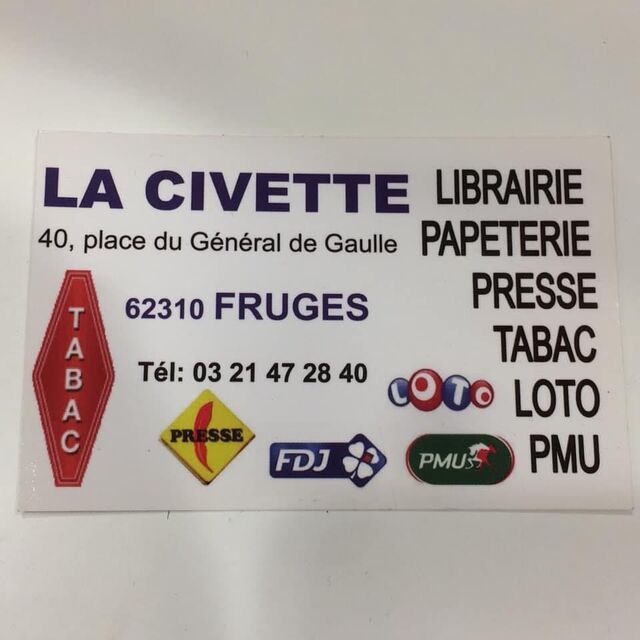 LA CIVETTE
40, place du Général de Gaulle
62310 FRUGES
Tél: 03 21 47 28 40
LIBRAIRIE
PAPETERIE
PRESSE
TABAC
LOTO
PMU
TABAC
PRESSE
FDJ
LOTO
PMU